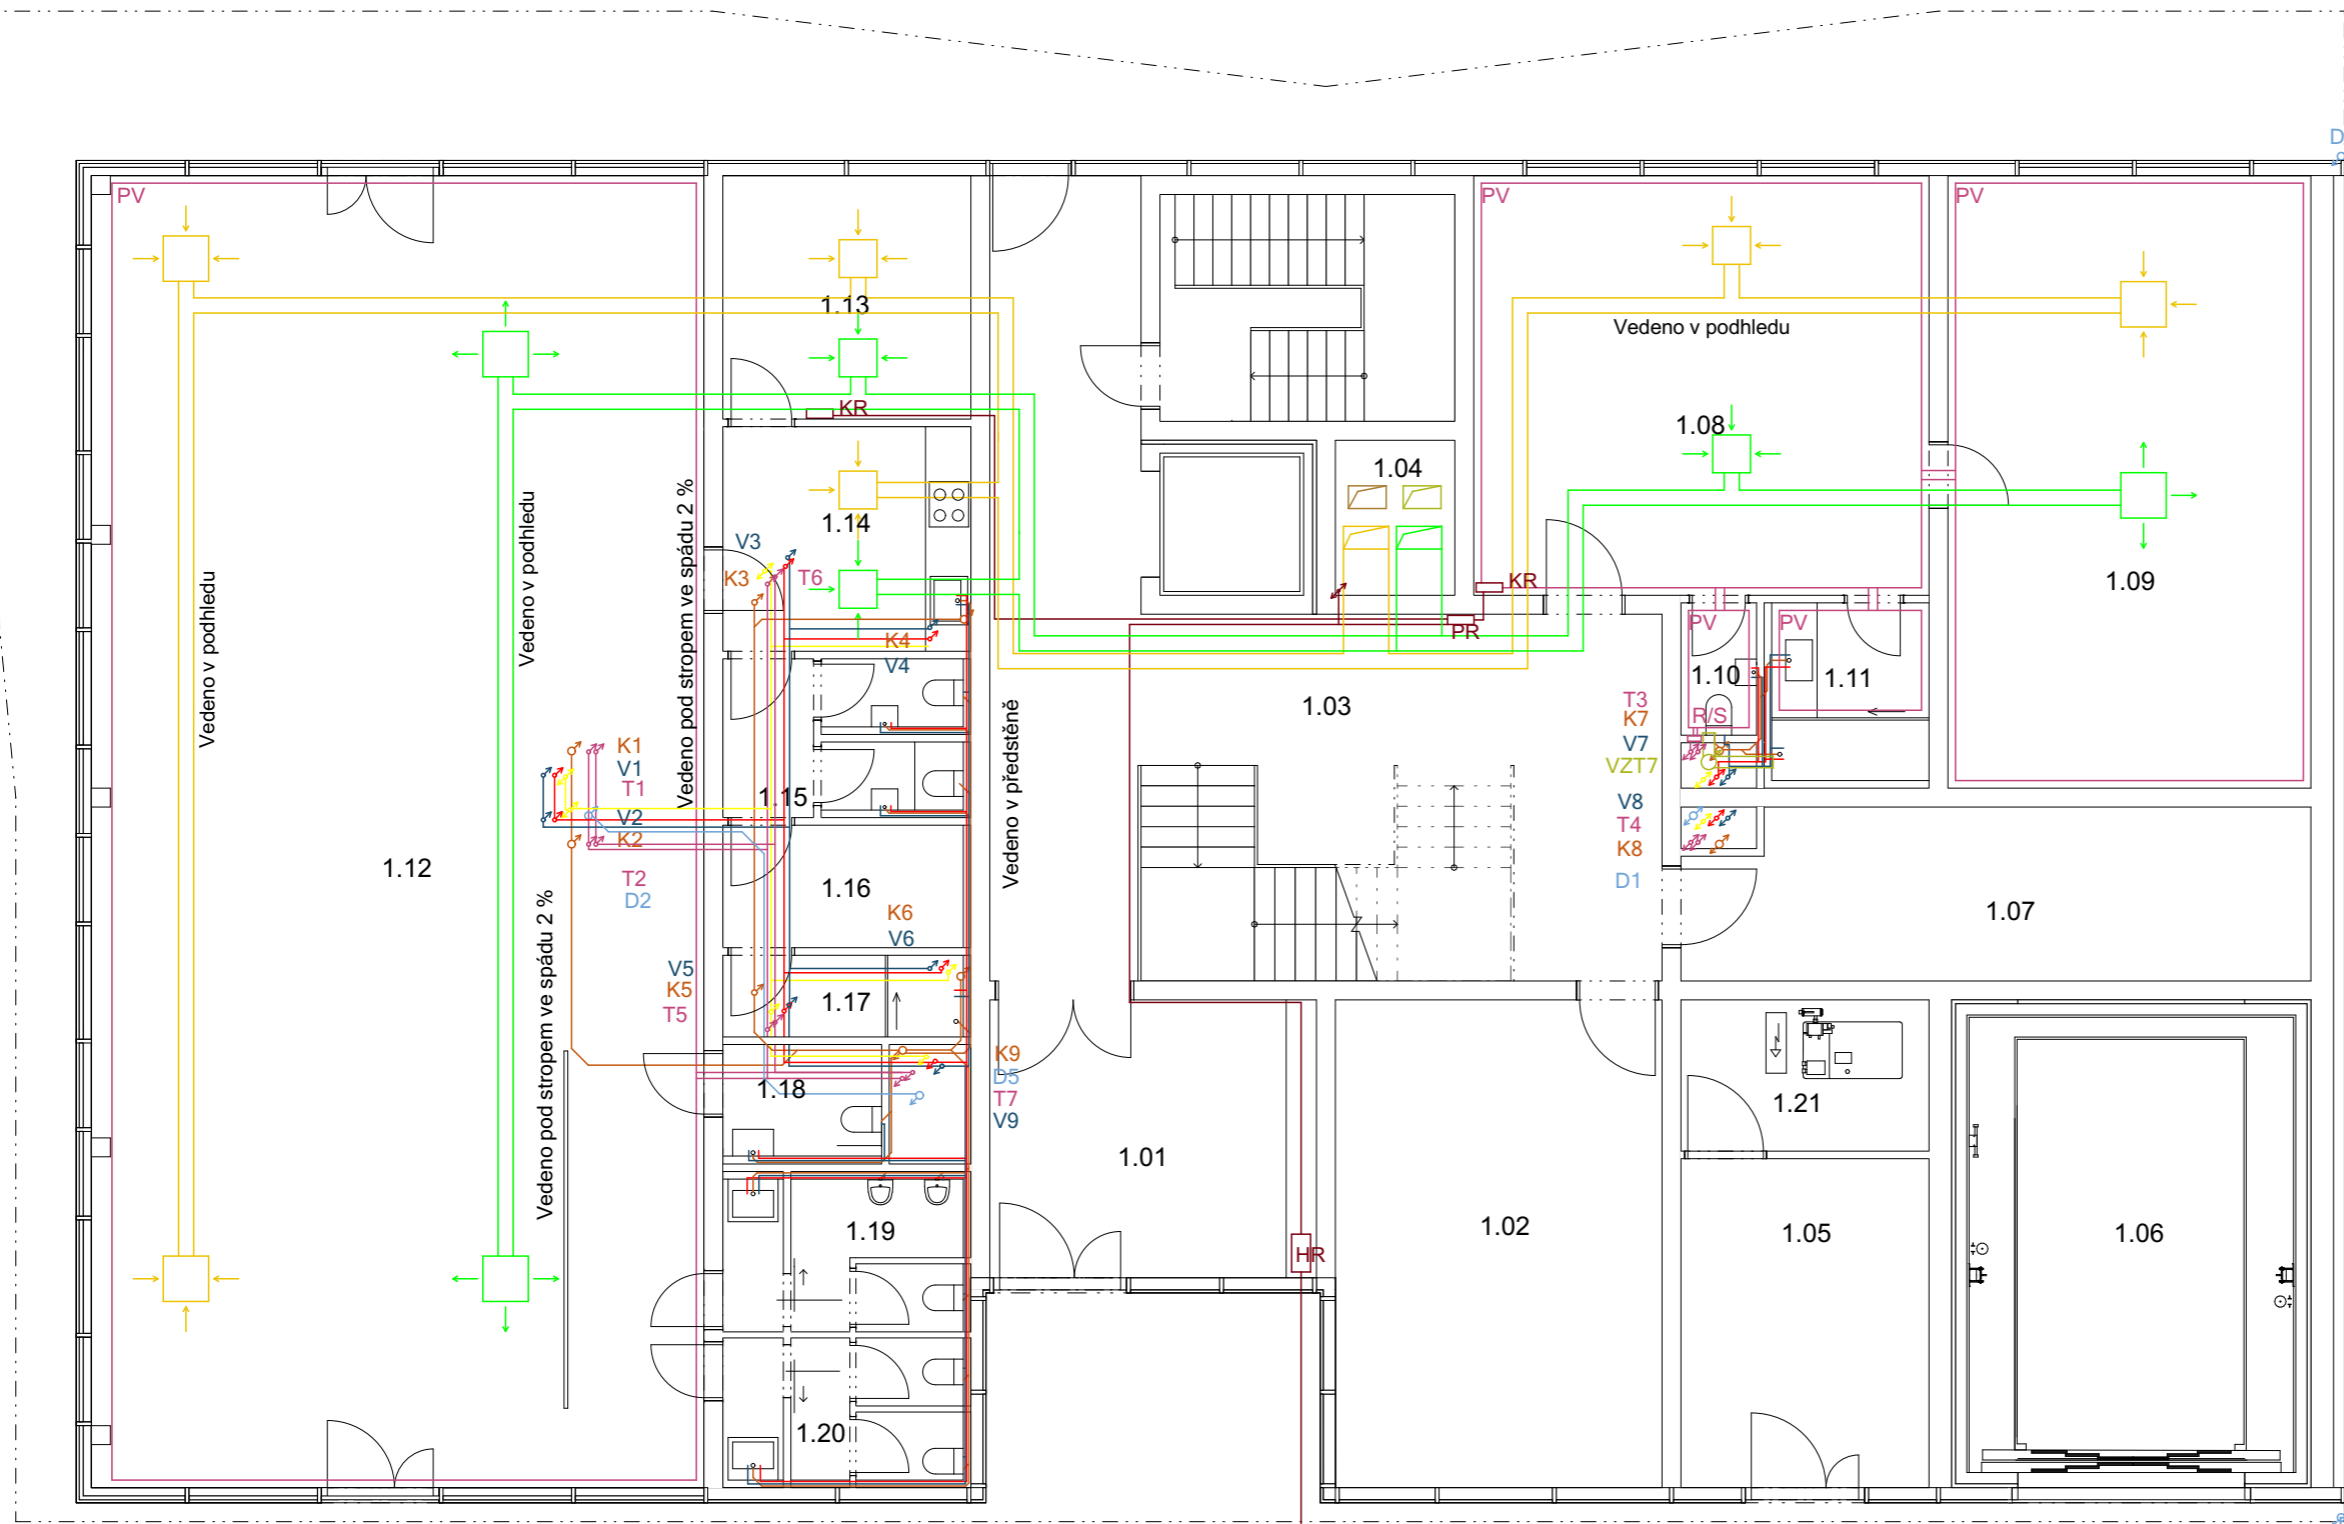 D
PV
PV
PV
1.13
Vedeno v podhledu
KR
1.08
1.04
Vedeno v podhledu
Vedeno pod stropem ve spádu 2 %
1.14
V3
K3
T6
KR
1.09
Vedeno v podhledu
PR
K4
V4
PV
PV
1.10
1.11
1.03
Vedeno v předstěně
T3
K7
V7
VZT7
R/S
K1
V1
T1
V2
K2
1.15
V8
T4
K8
D1
1.12
T2
D2
1.16
K6
V6
1.07
Vedeno pod stropem ve spádu 2 %
V5
K5
T5
1.17
K9
D5
T7
V9
1.18
1.21
1.01
1.19
1.02
1.05
1.06
HR
1.20